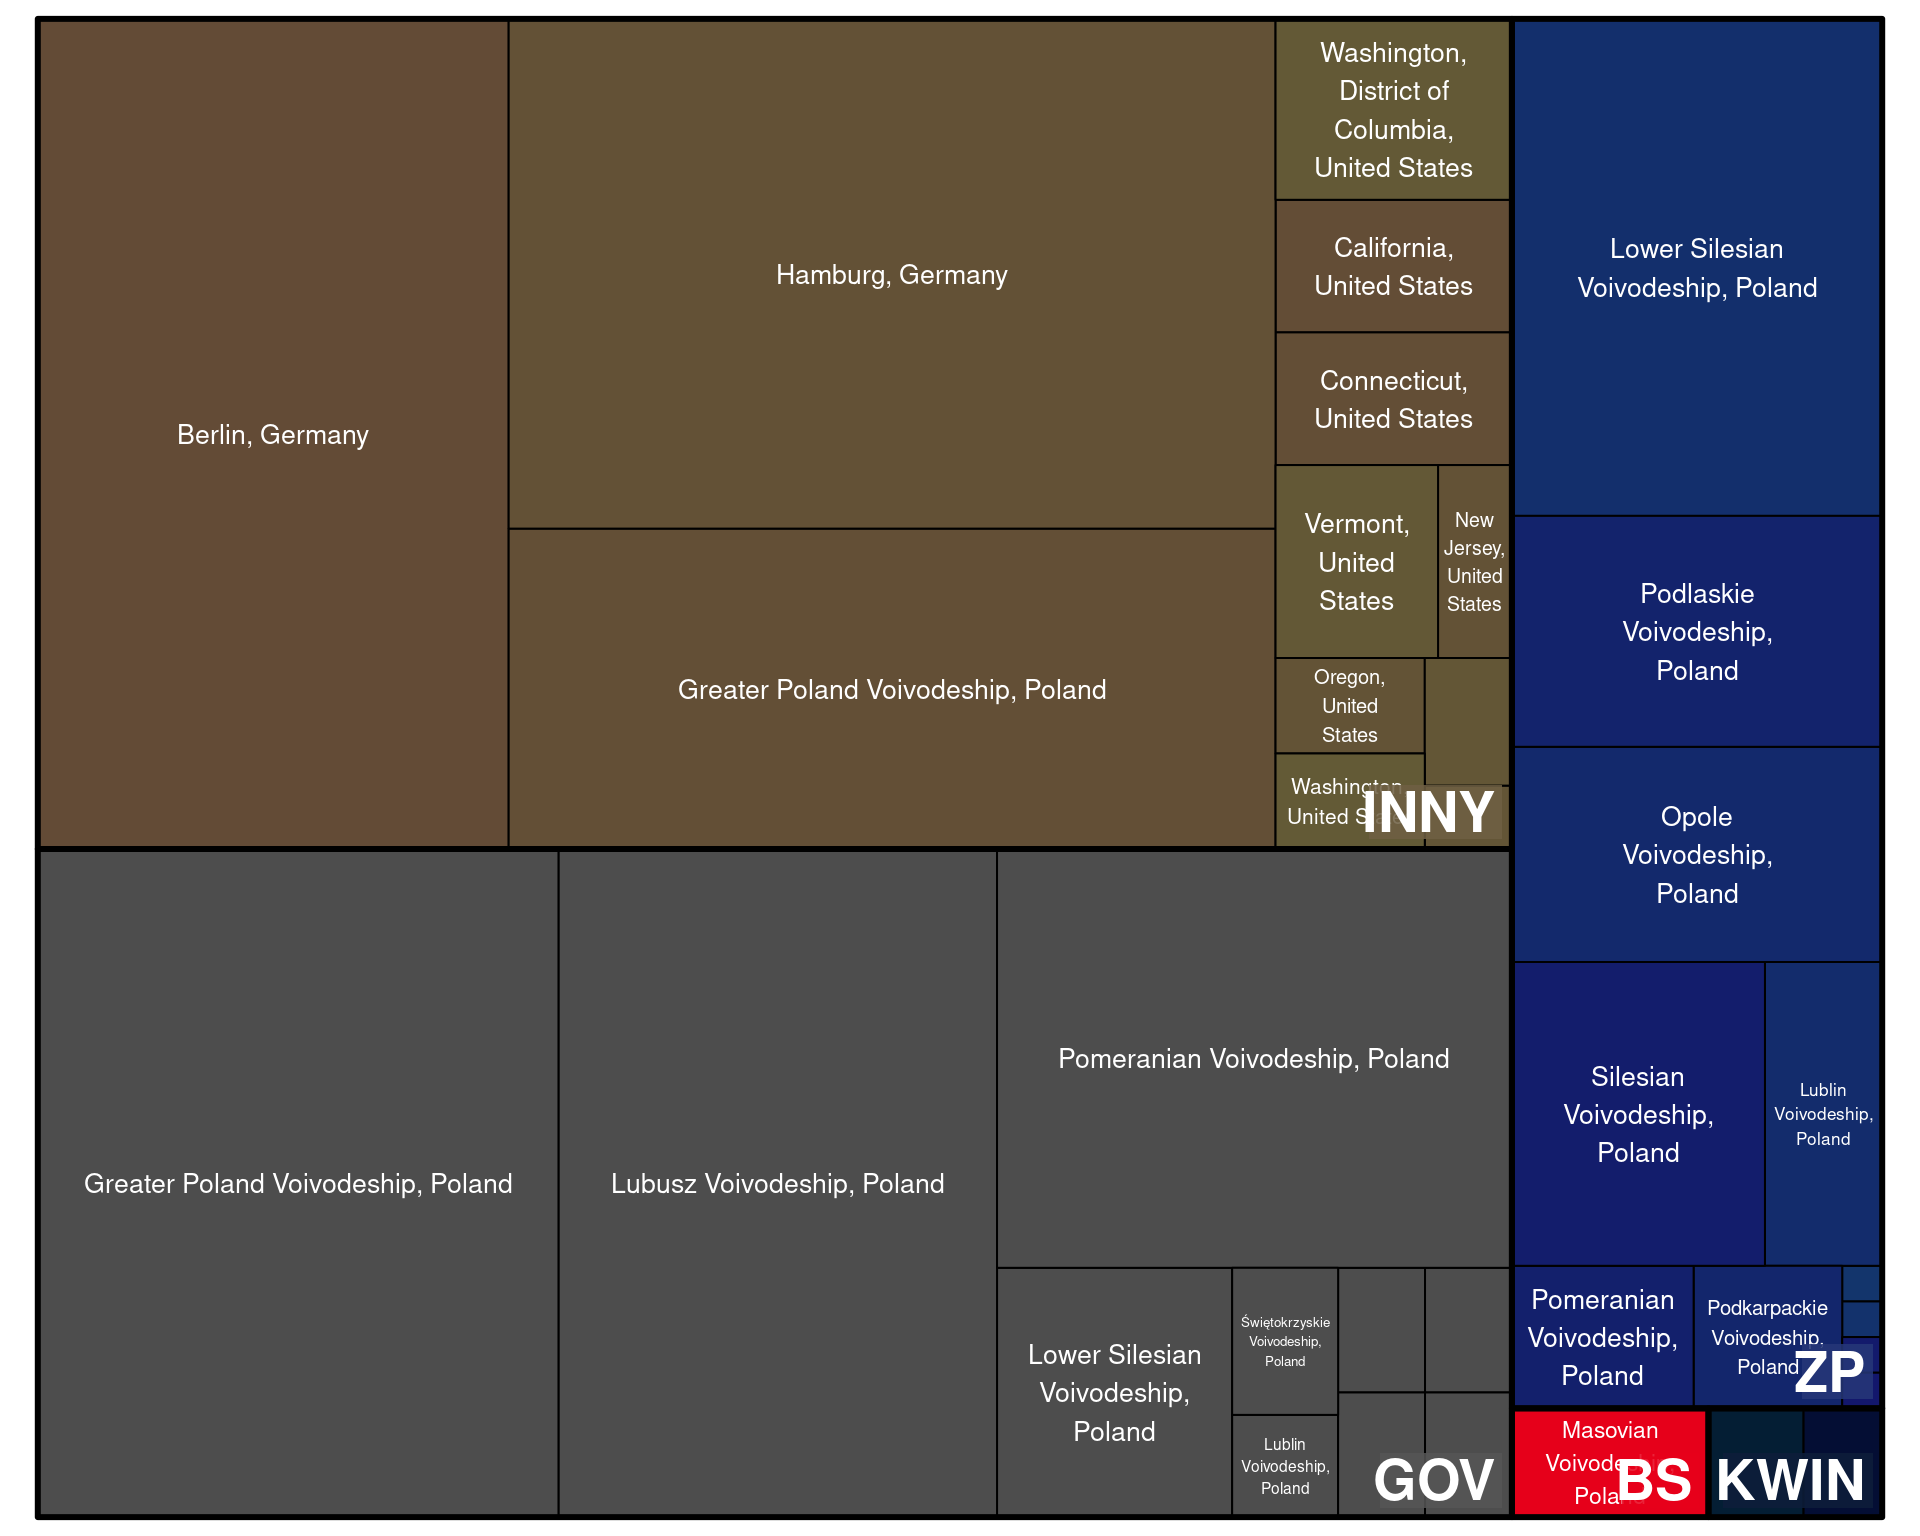 Berlin, Germany
Hamburg, Germany
Greater Poland Voivodeship, Poland
Washington,
District of
Columbia,
United States
California,
United States
Connecticut,
United States
Vermont,
United
States
New
Jersey,
United
States
Oregon,
United
States
Washington,
United States
INNY
Greater Poland Voivodeship, Poland
Lubusz Voivodeship, Poland
Pomeranian Voivodeship, Poland
Lower Silesian
Voivodeship,
Poland
Świętokrzyskie
Voivodeship,
Poland
Lublin
Voivodeship,
Poland
GOV
Lower Silesian
Voivodeship, Poland
Podlaskie
Voivodeship,
Poland
Opole
Voivodeship,
Poland
Silesian
Voivodeship,
Poland
Lublin
Voivodeship,
Poland
Pomeranian
Voivodeship,
Poland
Podkarpackie
Voivodeship,
Poland
ZP
Masovian
Voivodeship,
Poland
BS
KWIN